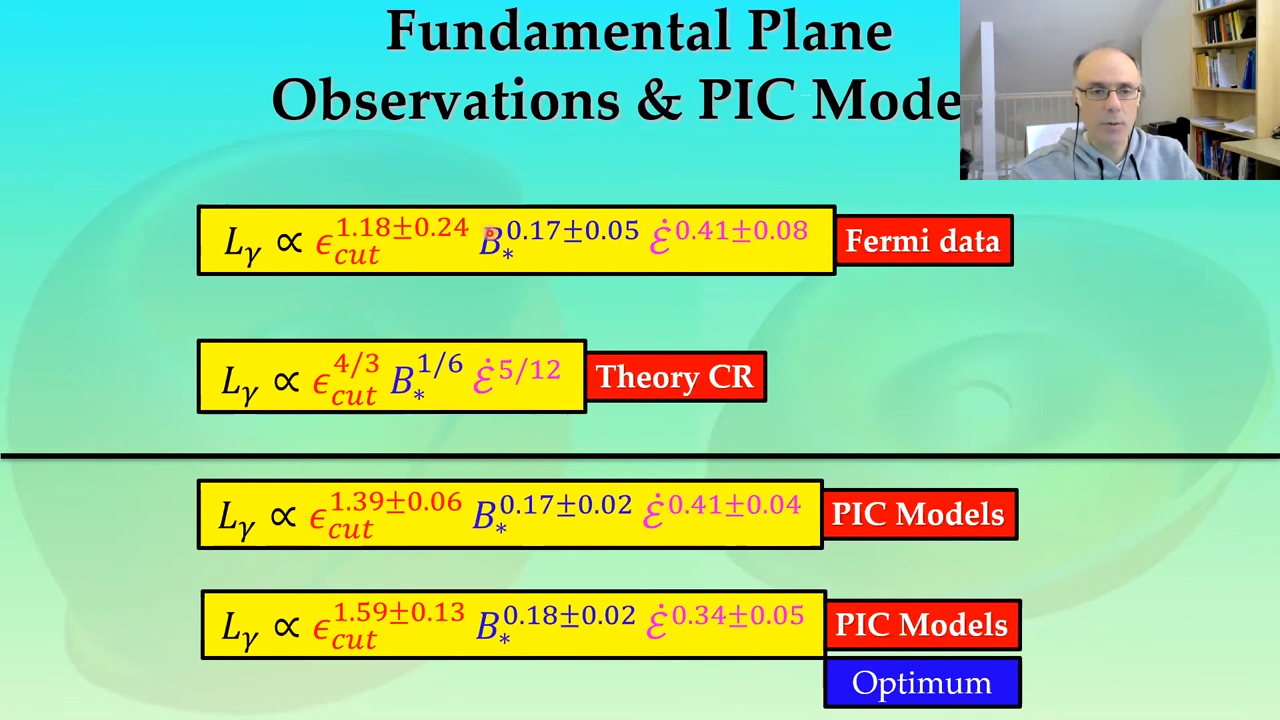 Fundamental Plane
Observations & PIC Mode
L_γ ∝ ϵ_cut^1.18±0.24 B_*^0.17±0.05 ℰ̇^0.41±0.08 Fermi data
L_γ ∝ ϵ_cut^4/3 B_*^1/6 ℰ̇^5/12 Theory CR
L_γ ∝ ϵ_cut^1.39±0.06 B_*^0.17±0.02 ℰ̇^0.41±0.04 PIC Models
L_γ ∝ ϵ_cut^1.59±0.13 B_*^0.18±0.02 ℰ̇^0.34±0.05 PIC Models
Optimum